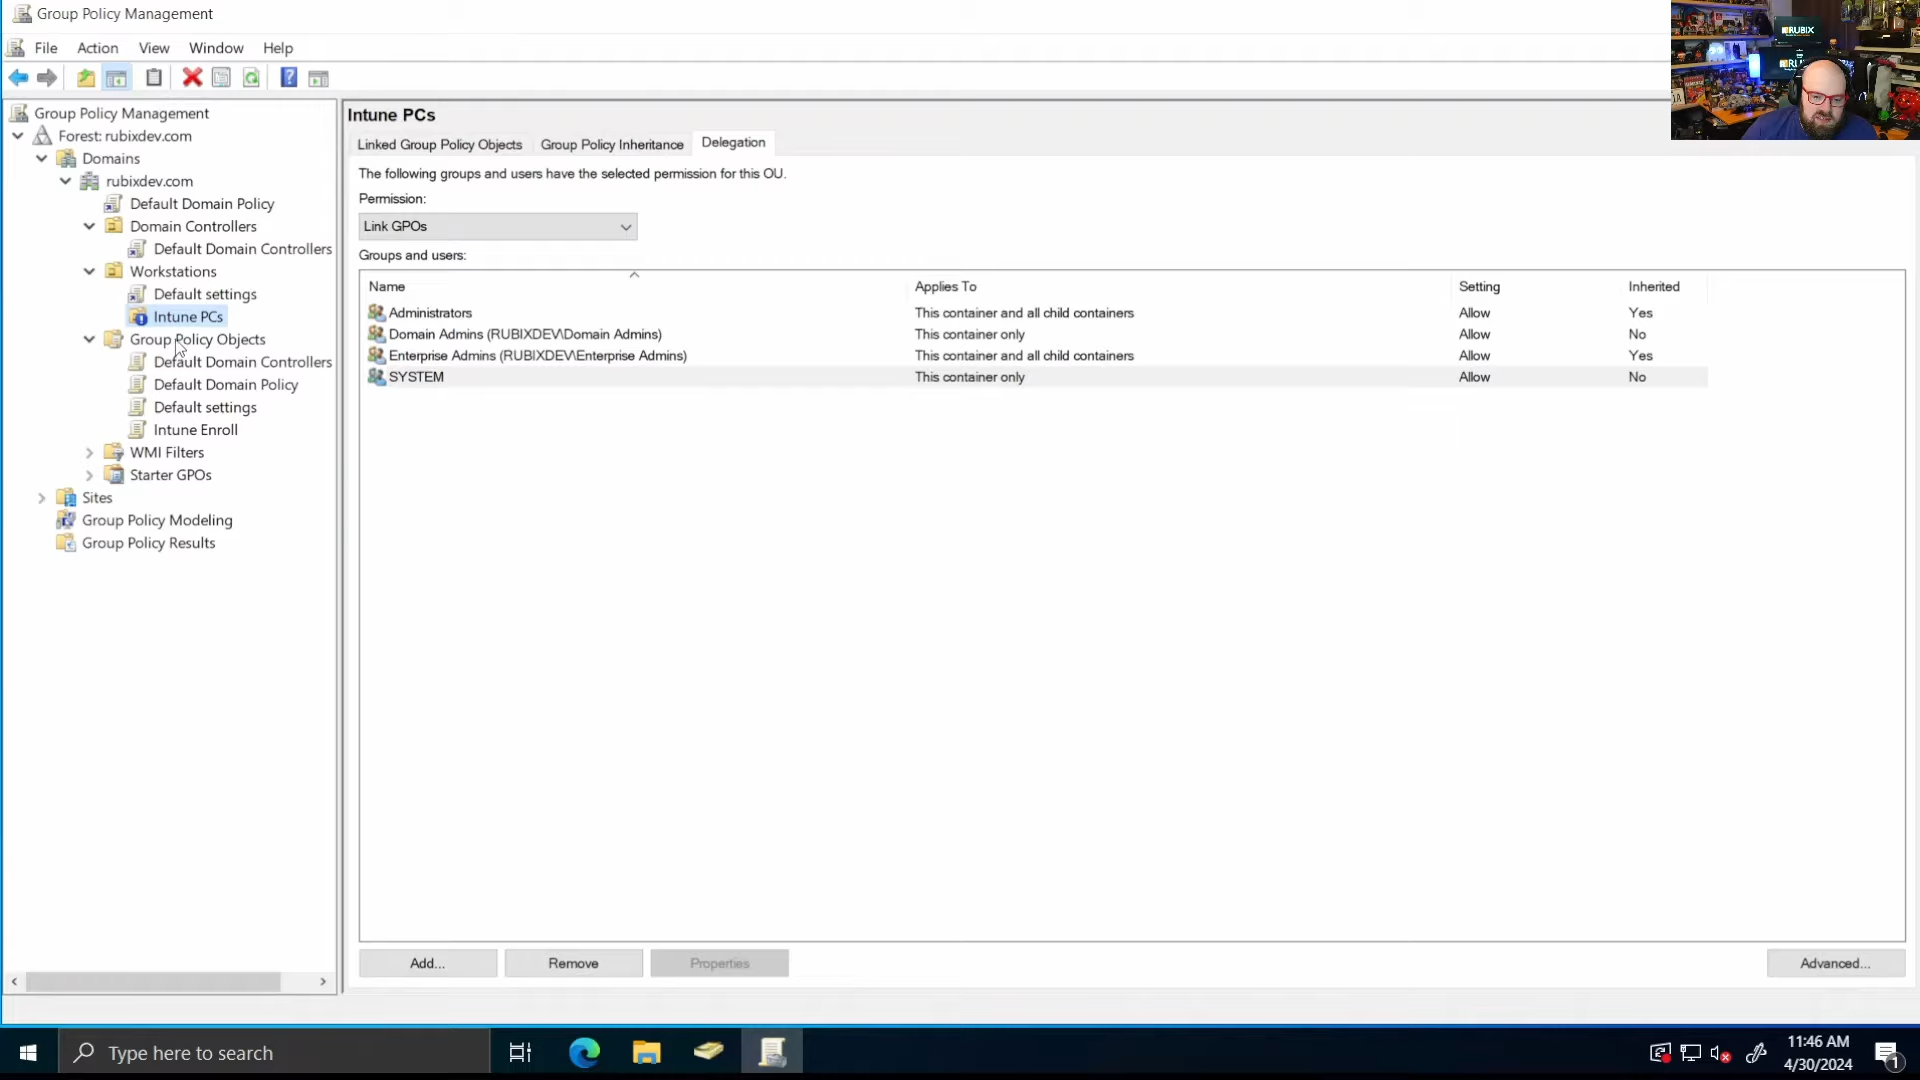 Group Policy Management
RUBIX
RUBIX
File Action View Window Help
Group Policy Management
Forest: rubixdev.com
Domains
rubixdev.com
Default Domain Policy
Domain Controllers
Default Domain Controllers
Workstations
Default settings
Intune PCs
Group Policy Objects
Default Domain Controllers
Default Domain Policy
Default settings
Intune Enroll
WMI Filters
Starter GPOs
Sites
Group Policy Modeling
Group Policy Results
Intune PCs
Linked Group Policy Objects Group Policy Inheritance Delegation
The following groups and users have the selected permission for this OU.
Permission:
Link GPOs
Groups and users:
Name Applies To Setting Inherited
Administrators This container and all child containers Allow Yes
Domain Admins (RUBIXDEV\Domain Admins) This container only Allow No
Enterprise Admins (RUBIXDEV\Enterprise Admins) This container and all child containers Allow Yes
SYSTEM This container only Allow No
Add... Remove Properties Advanced...
Type here to search
11:46 AM
4/30/2024
1